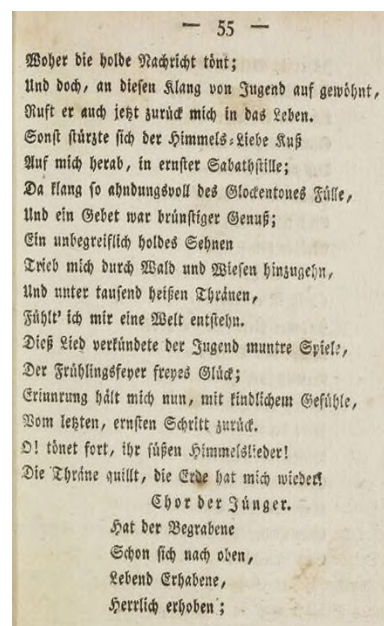 — 55 —
Woher die holde Nachricht tönt;
Und doch, an diesen Klang von Jugend auf gewöhnt,
Ruft er auch jetzt zurück mich in das Leben.
Sonst stürzte sich der Himmels-Liebe Kuß
Auf mich herab, in ernster Sabathstille;
Da klang so ahndungsvoll des Glockentones Fülle,
Und ein Gebet war brünstiger Genuß;
Ein unbegreiflich holdes Sehnen
Trieb mich durch Wald und Wiesen hinzugehn,
Und unter tausend heißen Thränen,
Fühlt' ich mir eine Welt entstehn.
Dieß Lied verkündete der Jugend muntre Spiele,
Der Frühlingsfeyer freyes Glück;
Erinnrung hält mich nun, mit kindlichem Gefühle,
Vom letzten, ernsten Schritt zurück.
O! tönet fort, ihr süßen Himmelslieder!
Die Thräne quillt, die Erde hat mich wieder!
Chor der Jünger.
Hat der Begrabene
Schon sich nach oben,
Lebend Erhabene,
Herrlich erhoben;